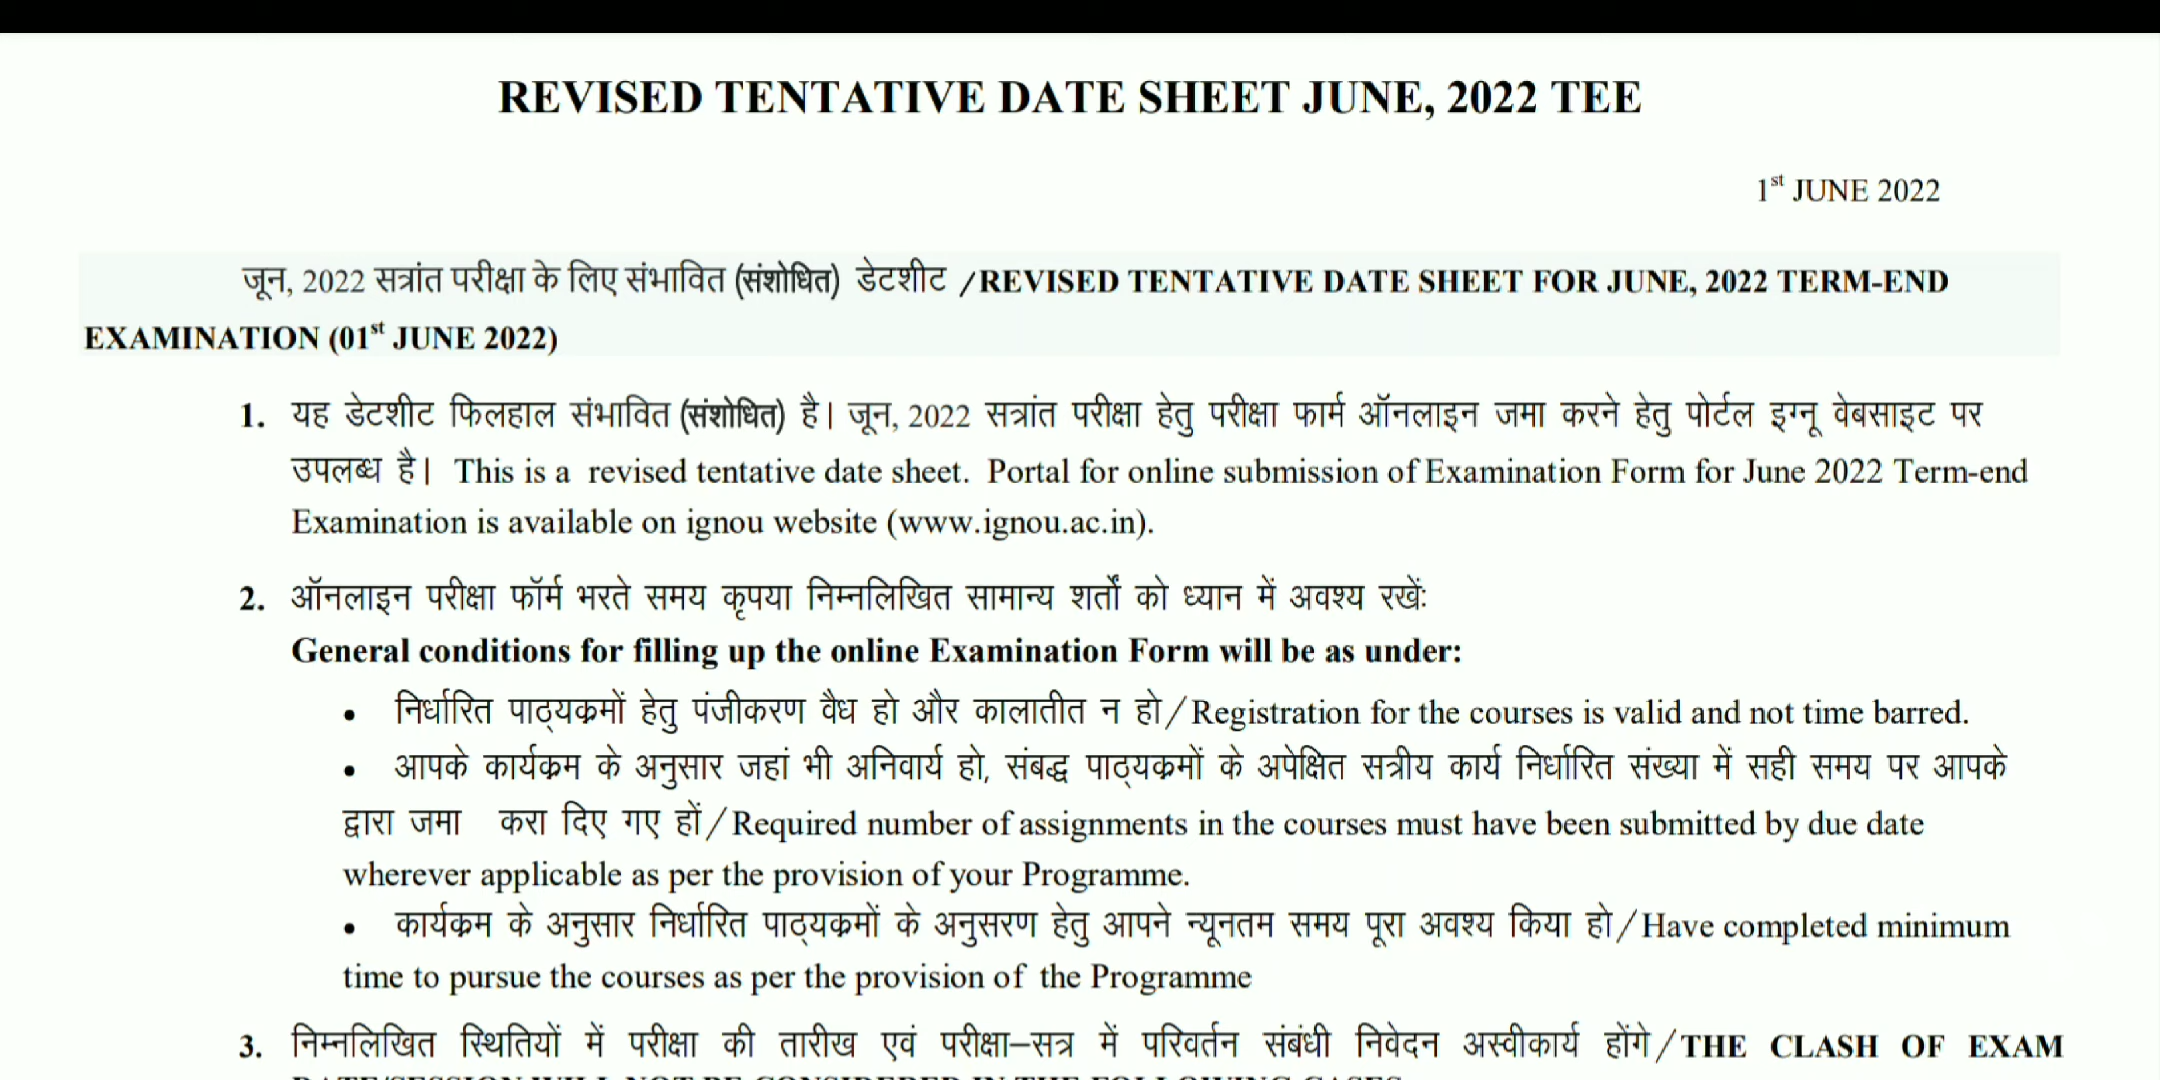 REVISED TENTATIVE DATE SHEET JUNE, 2022 TEE
1st JUNE 2022
जून, 2022 सत्रांत परीक्षा के लिए संभावित (संशोधित) डेटशीट /REVISED TENTATIVE DATE SHEET FOR JUNE, 2022 TERM-END
EXAMINATION (01st JUNE 2022)
1. यह डेटशीट फिलहाल संभावित (संशोधित) है। जून, 2022 सत्रांत परीक्षा हेतु परीक्षा फार्म ऑनलाइन जमा करने हेतु पोर्टल इग्नू वेबसाइट पर
उपलब्ध है। This is a revised tentative date sheet. Portal for online submission of Examination Form for June 2022 Term-end
Examination is available on ignou website (www.ignou.ac.in).
2. ऑनलाइन परीक्षा फॉर्म भरते समय कृपया निम्नलिखित सामान्य शर्तों को ध्यान में अवश्य रखें:
General conditions for filling up the online Examination Form will be as under:
• निर्धारित पाठ्यक्रमों हेतु पंजीकरण वैध हो और कालातीत न हो/Registration for the courses is valid and not time barred.
• आपके कार्यक्रम के अनुसार जहां भी अनिवार्य हो, संबद्ध पाठ्यक्रमों के अपेक्षित सत्रीय कार्य निर्धारित संख्या में सही समय पर आपके
द्वारा जमा करा दिए गए हों/Required number of assignments in the courses must have been submitted by due date
wherever applicable as per the provision of your Programme.
• कार्यक्रम के अनुसार निर्धारित पाठ्यक्रमों के अनुसरण हेतु आपने न्यूनतम समय पूरा अवश्य किया हो/Have completed minimum
time to pursue the courses as per the provision of the Programme
3. निम्नलिखित स्थितियों में परीक्षा की तारीख एवं परीक्षा–सत्र में परिवर्तन संबंधी निवेदन अस्वीकार्य होंगे/THE CLASH OF EXAM
DATE/SESSION WILL NOT BE CONSIDERED IN THE FOLLOWING CASES